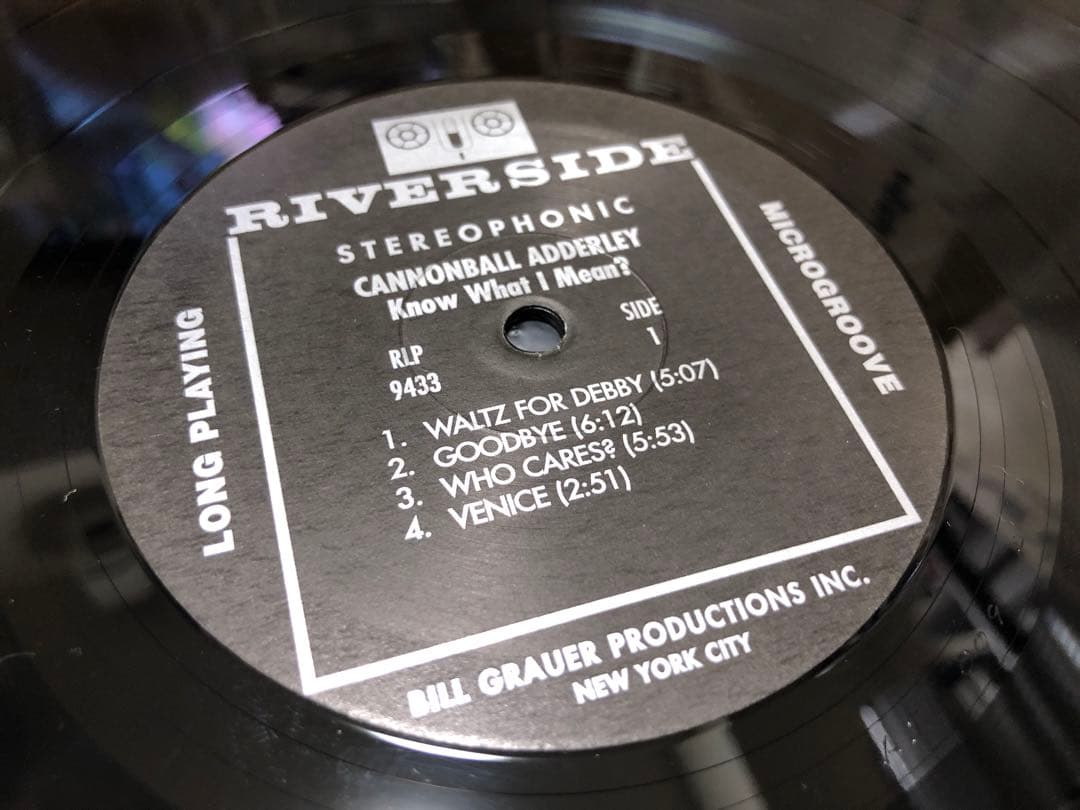 RIVERSIDE
STEREOPHONIC
CANNONBALL ADDERLEY
Know What I Mean?
RLP
9433
SIDE
1
1. WALTZ FOR DEBBY (5:07)
2. GOODBYE (6:12)
3. WHO CARES? (5:53)
4. VENICE (2:51)
LONG PLAYING
MICROGROOVE
BILL GRAUER PRODUCTIONS INC.
NEW YORK CITY